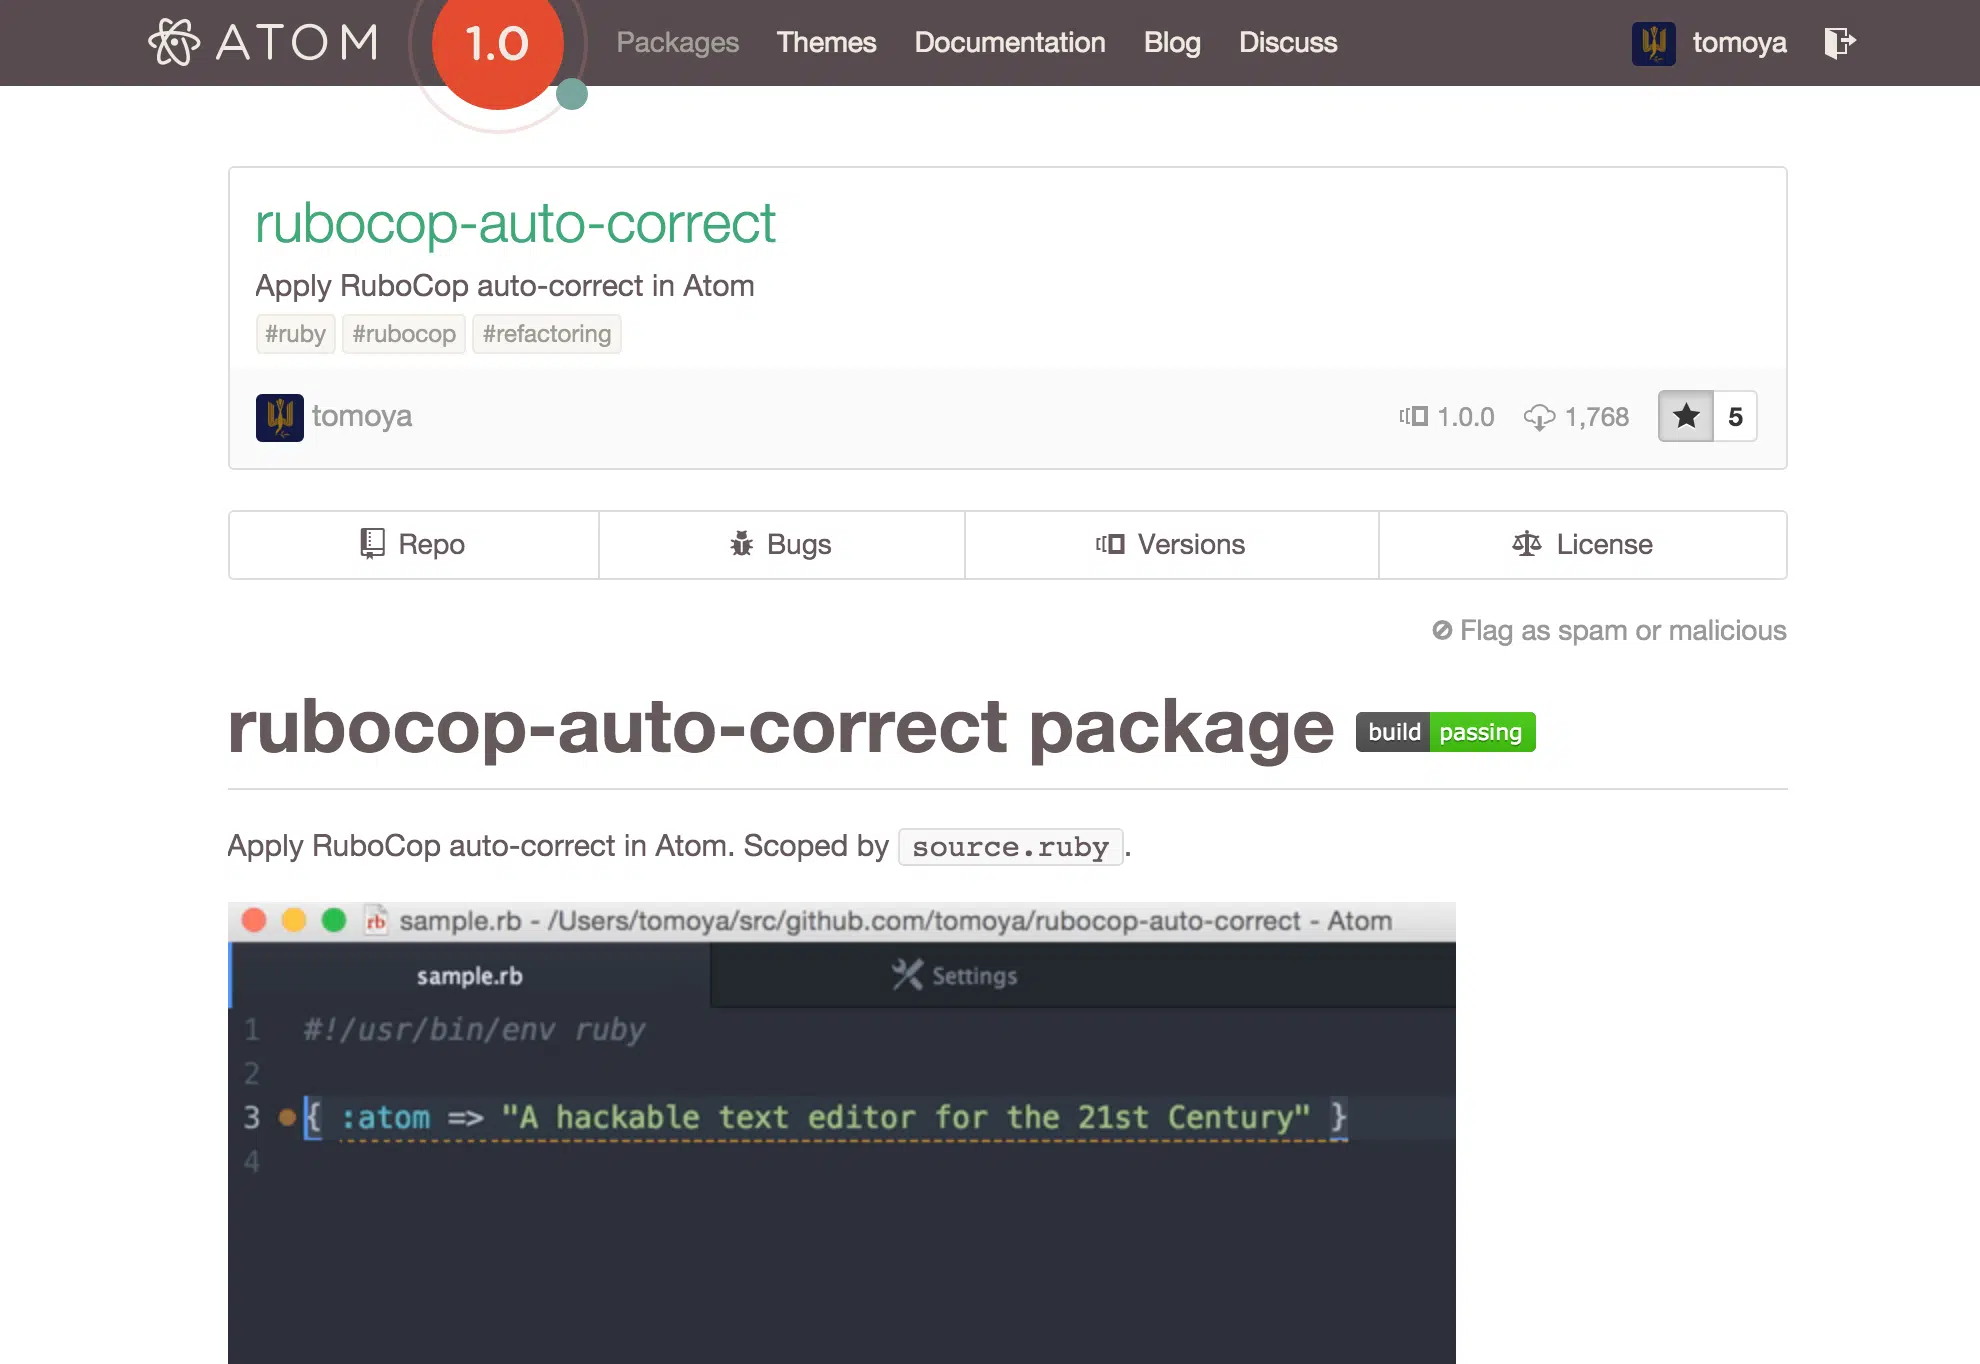 ATOM 1.0 Packages Themes Documentation Blog Discuss tomoya
rubocop-auto-correct
Apply RuboCop auto-correct in Atom
#ruby #rubocop #refactoring
tomoya 1.0.0 1,768 5
Repo Bugs Versions License
Flag as spam or malicious
rubocop-auto-correct package build passing
Apply RuboCop auto-correct in Atom. Scoped by source.ruby.
rb sample.rb - /Users/tomoya/src/github.com/tomoya/rubocop-auto-correct - Atom
sample.rb Settings
1 #!/usr/bin/env ruby
2
3 { :atom => "A hackable text editor for the 21st Century" }
4